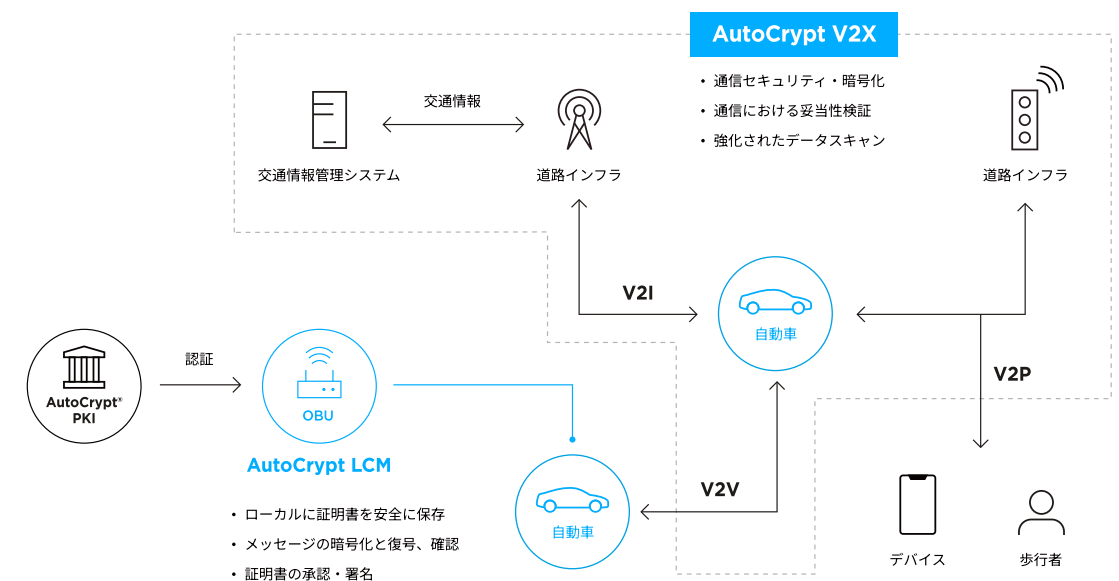 AutoCrypt V2X
・ 通信セキュリティ・暗号化
・ 通信における妥当性検証
・ 強化されたデータスキャン
交通情報
交通情報管理システム
道路インフラ
道路インフラ
V2I
自動車
V2P
認証
AutoCrypt®
PKI
OBU
AutoCrypt LCM
・ ローカルに証明書を安全に保存
・ メッセージの暗号化と復号、確認
・ 証明書の承認・署名
V2V
自動車
デバイス
歩行者